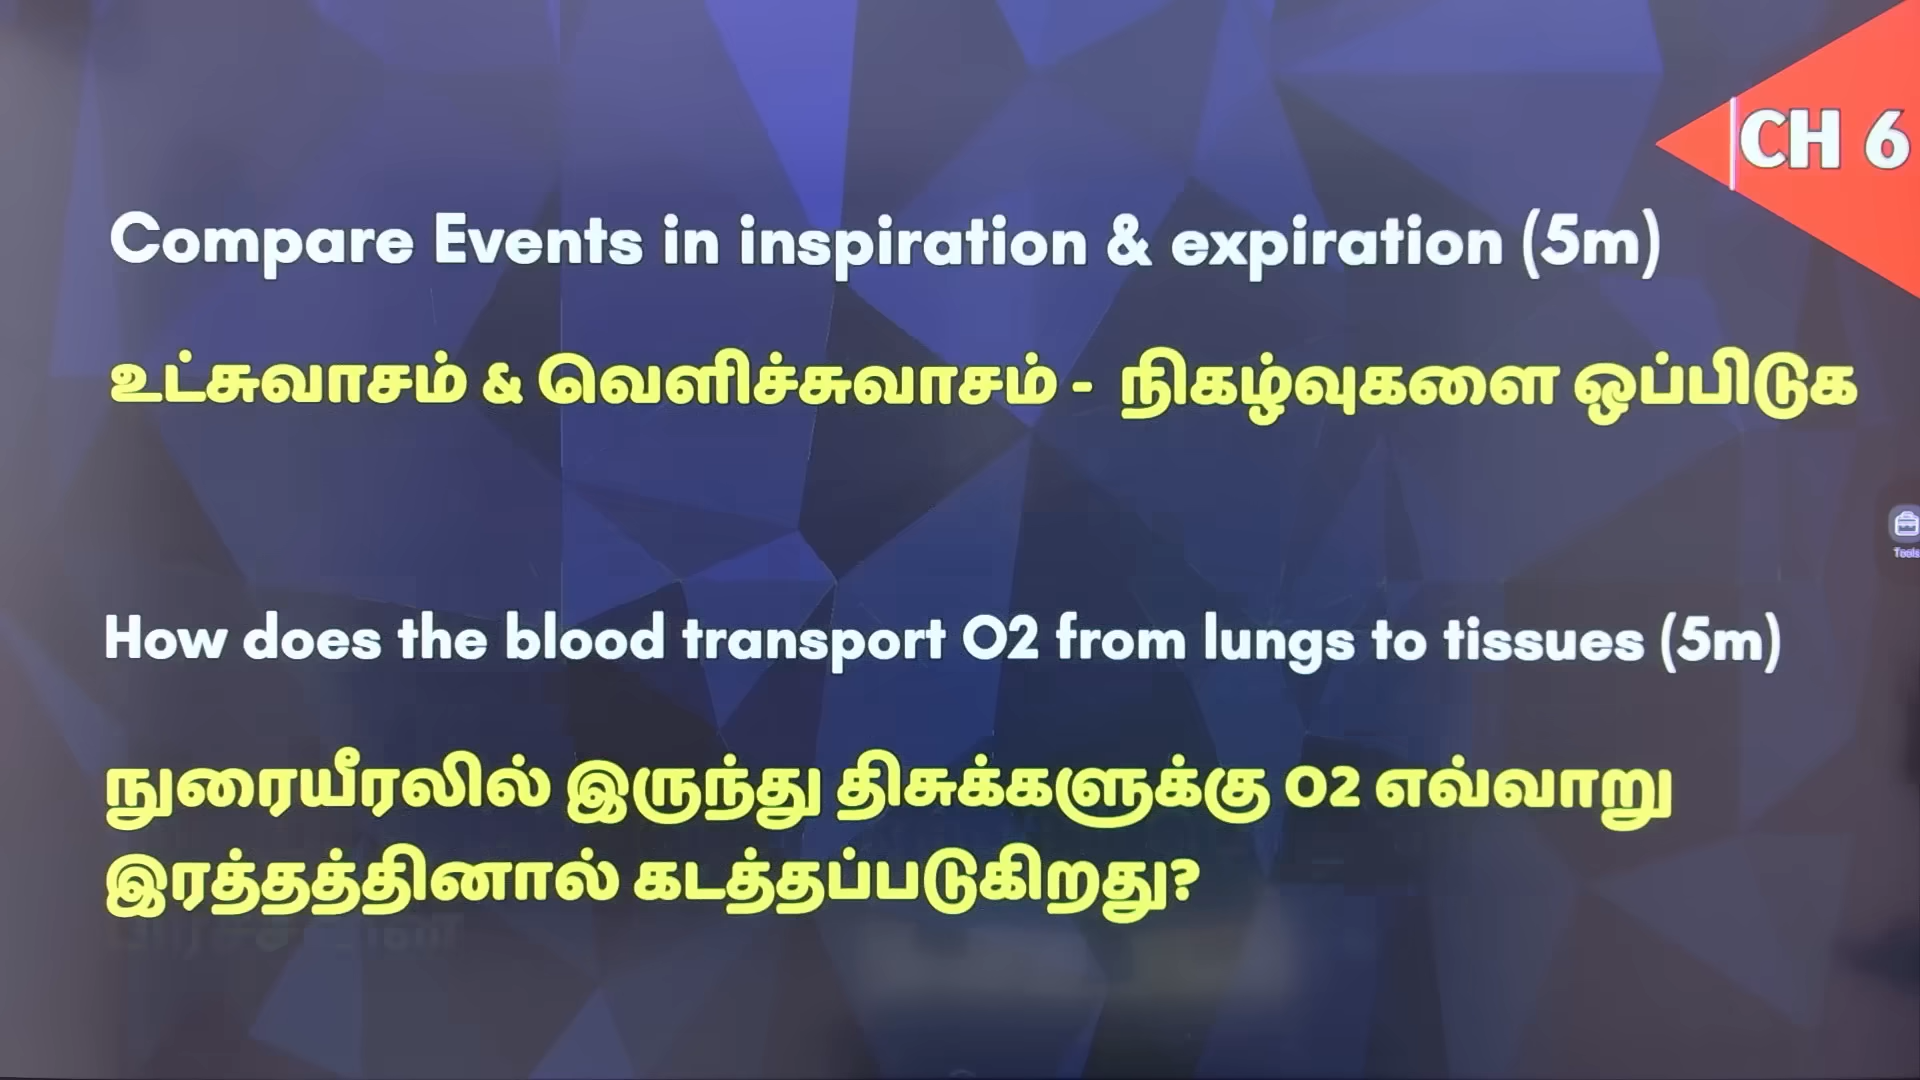 CH 6
Compare Events in inspiration & expiration (5m)
உட்சுவாசம் & வெளிச்சுவாசம் - நிகழ்வுகளை ஒப்பிடுக
Tools
How does the blood transport O2 from lungs to tissues (5m)
நுரையீரலில் இருந்து திசுக்களுக்கு O2 எவ்வாறு
இரத்தத்தினால் கடத்தப்படுகிறது?